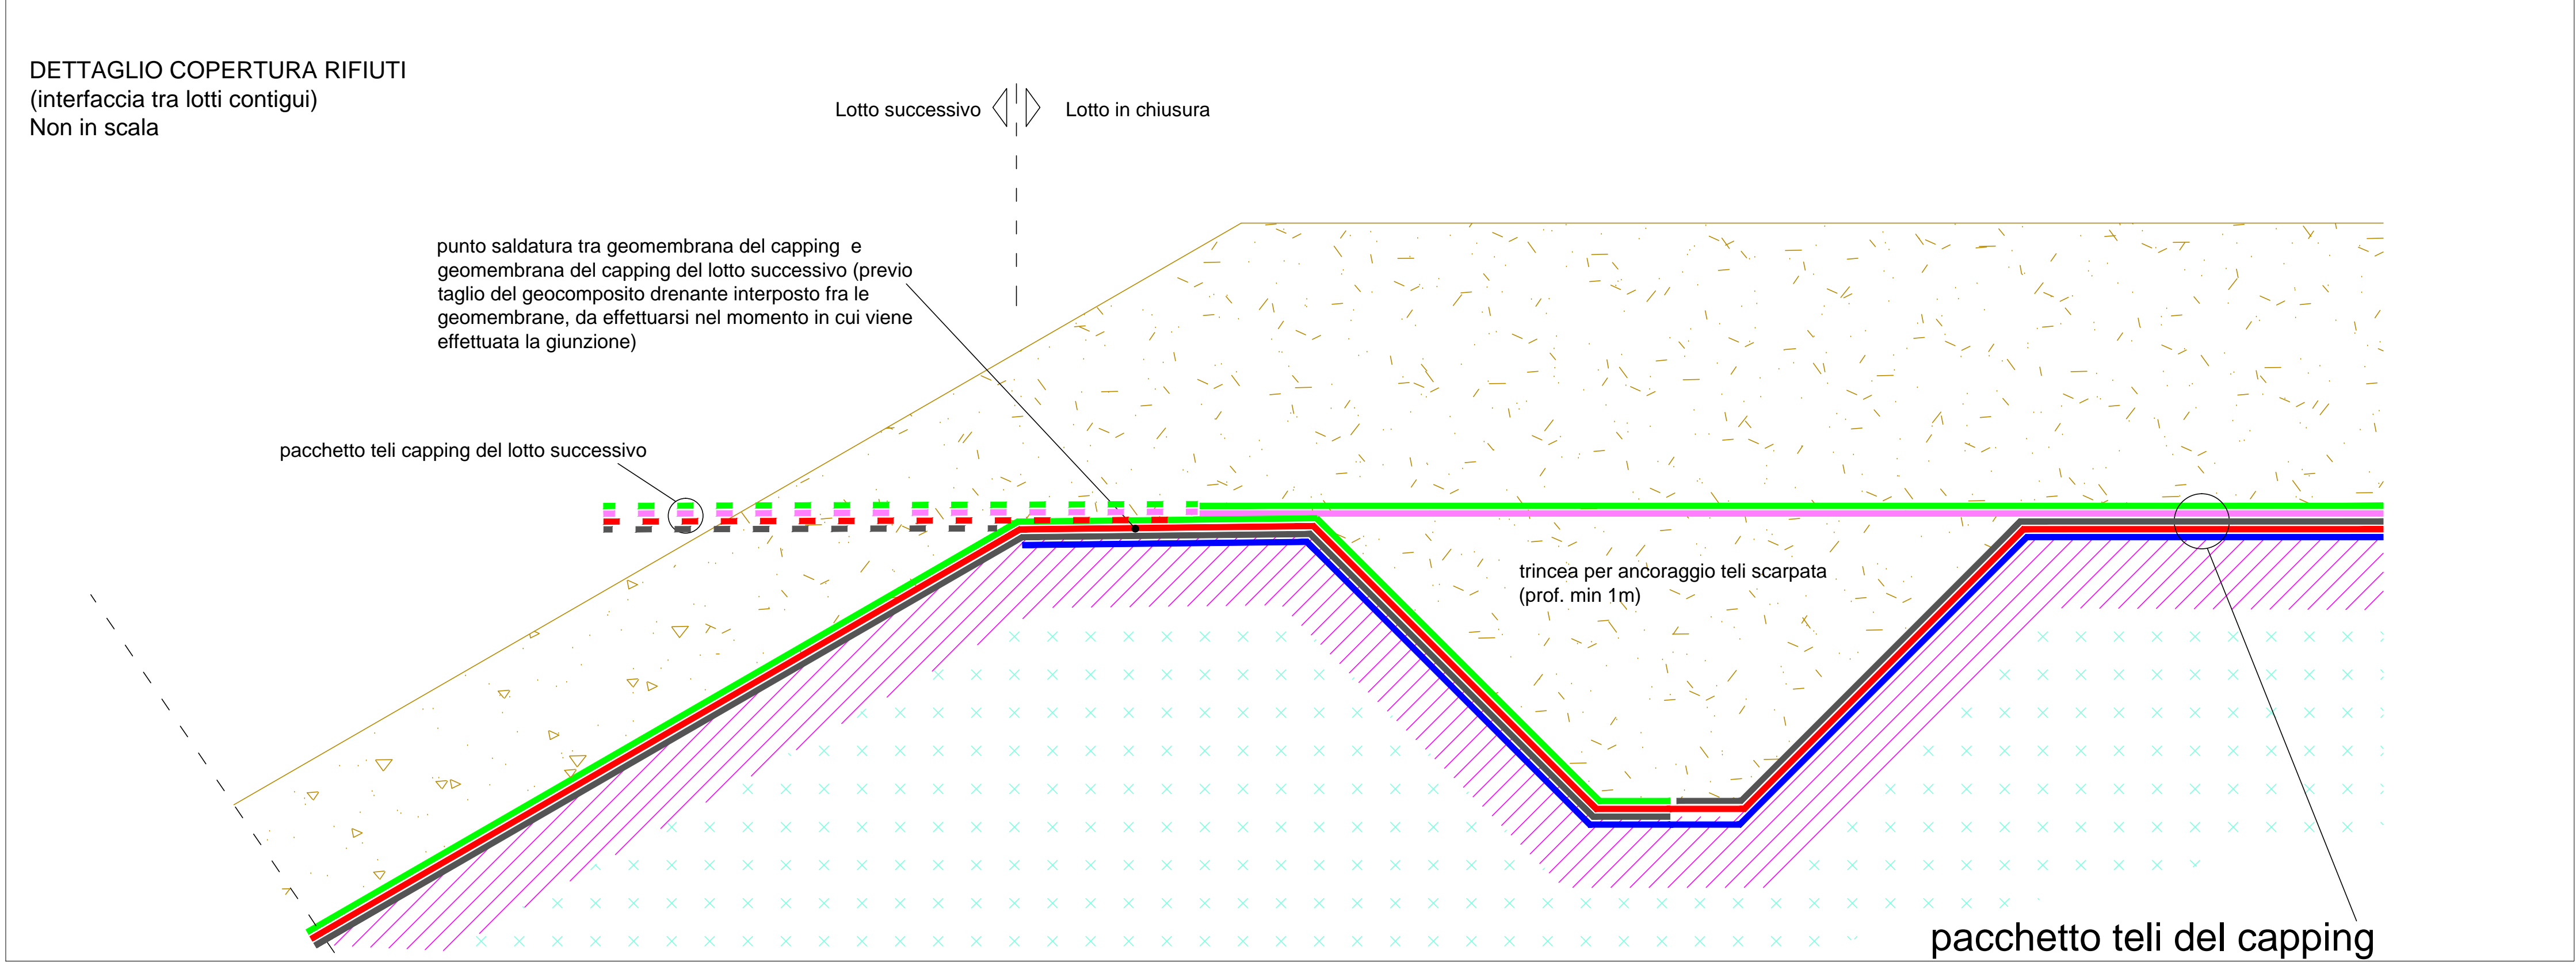 DETTAGLIO COPERTURA RIFIUTI
(interfaccia tra lotti contigui)
Non in scala
Lotto successivo
Lotto in chiusura
punto saldatura tra geomembrana del capping e
geomembrana del capping del lotto successivo (previo
taglio del geocomposito drenante interposto fra le
geomembrane, da effettuarsi nel momento in cui viene
effettuata la giunzione)
pacchetto teli capping del lotto successivo
trincea per ancoraggio teli scarpata
(prof. min 1m)
pacchetto teli del capping